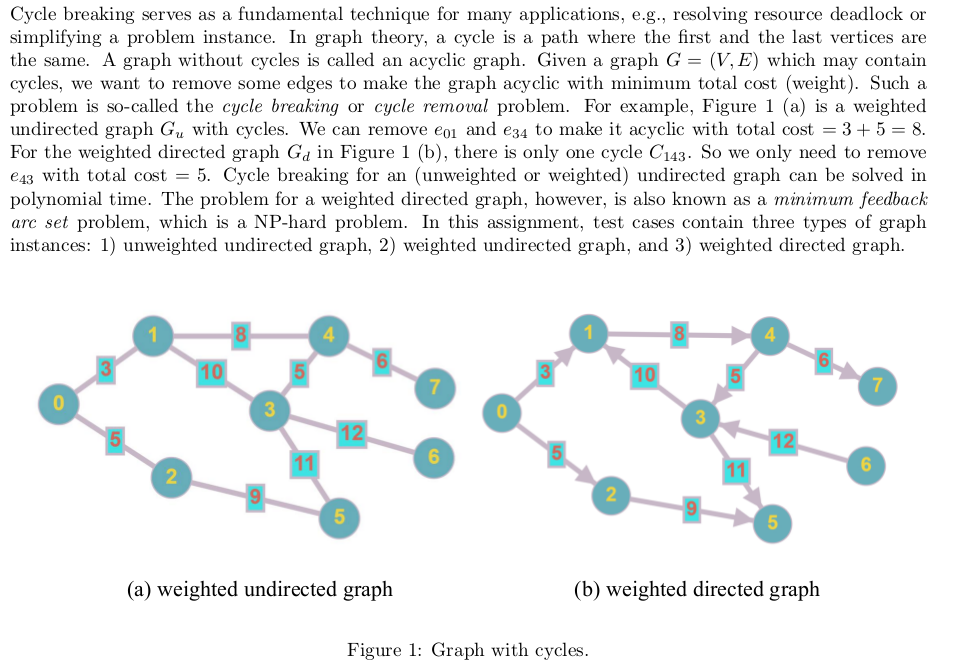 Cycle breaking serves as a fundamental technique for many applications, e.g., resolving resource deadlock or
simplifying a problem instance. In graph theory, a cycle is a path where the first and the last vertices are
the same. A graph without cycles is called an acyclic graph. Given a graph G = (V, E) which may contain
cycles, we want to remove some edges to make the graph acyclic with minimum total cost (weight). Such a
problem is so-called the cycle breaking or cycle removal problem. For example, Figure 1 (a) is a weighted
undirected graph Gu with cycles. We can remove e01 and e34 to make it acyclic with total cost = 3 + 5 = 8.
For the weighted directed graph Gd in Figure 1 (b), there is only one cycle C143. So we only need to remove
e43 with total cost = 5. Cycle breaking for an (unweighted or weighted) undirected graph can be solved in
polynomial time. The problem for a weighted directed graph, however, is also known as a minimum feedback
arc set problem, which is a NP-hard problem. In this assignment, test cases contain three types of graph
instances: 1) unweighted undirected graph, 2) weighted undirected graph, and 3) weighted directed graph.
1 8 4
3 10 5 6
7
0 3
5 12
2 11 6
9
5
1 8 4
3 10 5 6
7
0 3
5 12
2 11 6
9
5
(a) weighted undirected graph
(b) weighted directed graph
Figure 1: Graph with cycles.